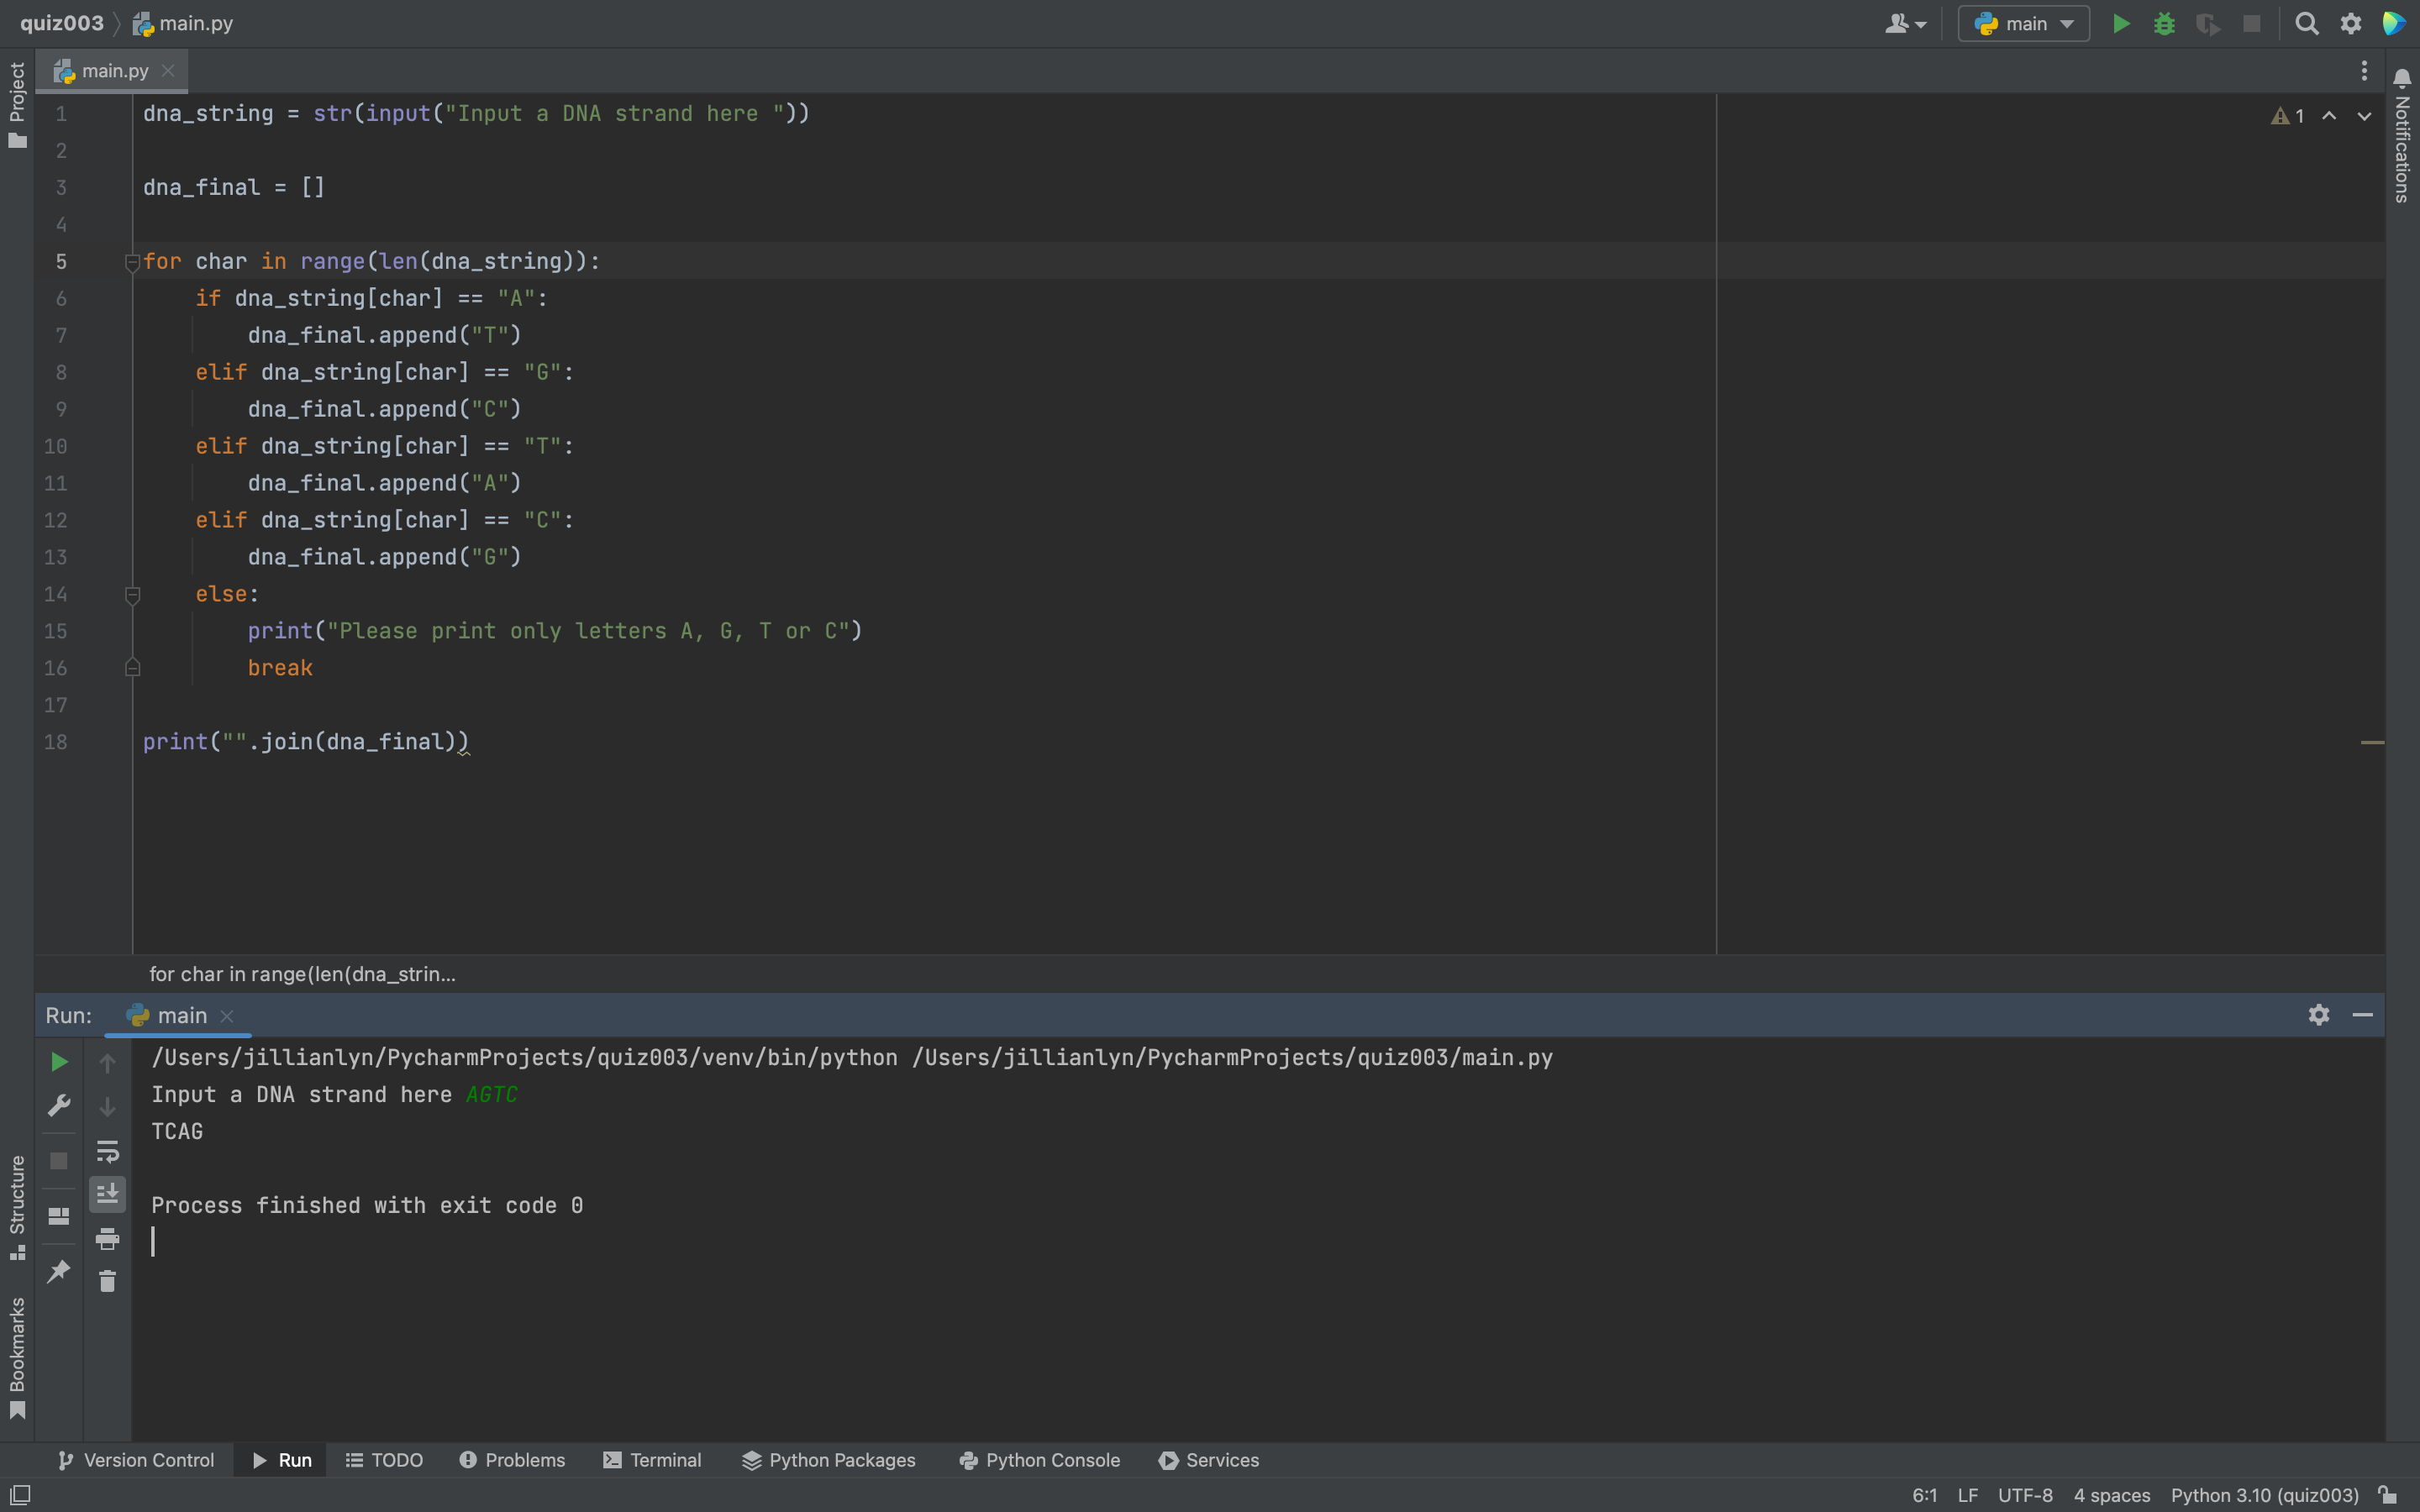 quiz003 main.py
main
main.py
Project
Notifications
1 dna_string = str(input("Input a DNA strand here "))
1
2
3 dna_final = []
4
5 for char in range(len(dna_string)):
6     if dna_string[char] == "A":
7         dna_final.append("T")
8     elif dna_string[char] == "G":
9         dna_final.append("C")
10     elif dna_string[char] == "T":
11         dna_final.append("A")
12     elif dna_string[char] == "C":
13         dna_final.append("G")
14     else:
15         print("Please print only letters A, G, T or C")
16         break
17
18 print("".join(dna_final))
for char in range(len(dna_strin...
Run: main
/Users/jillianlyn/PycharmProjects/quiz003/venv/bin/python /Users/jillianlyn/PycharmProjects/quiz003/main.py
Input a DNA strand here AGTC
TCAG
Process finished with exit code 0
Structure
Bookmarks
Version Control Run TODO Problems Terminal Python Packages Python Console Services
6:1 LF UTF-8 4 spaces Python 3.10 (quiz003)